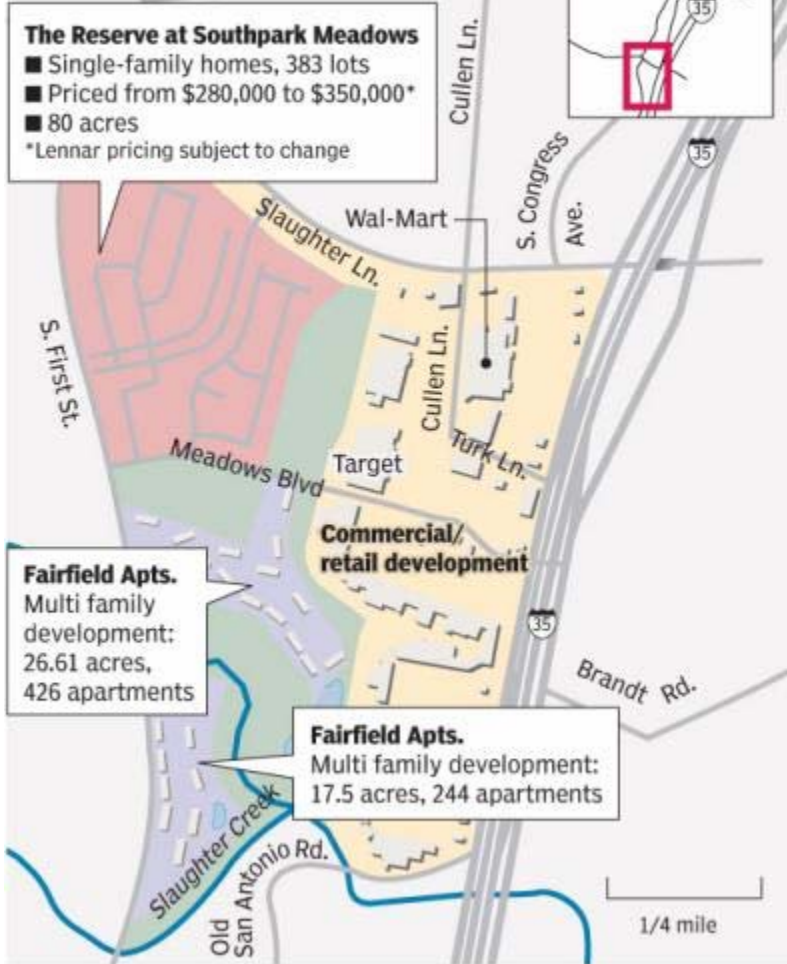 The Reserve at Southpark Meadows
■ Single-family homes, 383 lots
■ Priced from $280,000 to $350,000*
■ 80 acres
*Lennar pricing subject to change
35
Cullen Ln.
S. Congress
Ave.
35
Slaughter Ln.
Wal-Mart
S. First St.
Cullen Ln.
Turk Ln.
Meadows Blvd
Target
Commercial/
retail development
Fairfield Apts.
Multi family
development:
26.61 acres,
426 apartments
35
Brandt Rd.
Fairfield Apts.
Multi family development:
17.5 acres, 244 apartments
Slaughter Creek
Old
San Antonio Rd.
1/4 mile